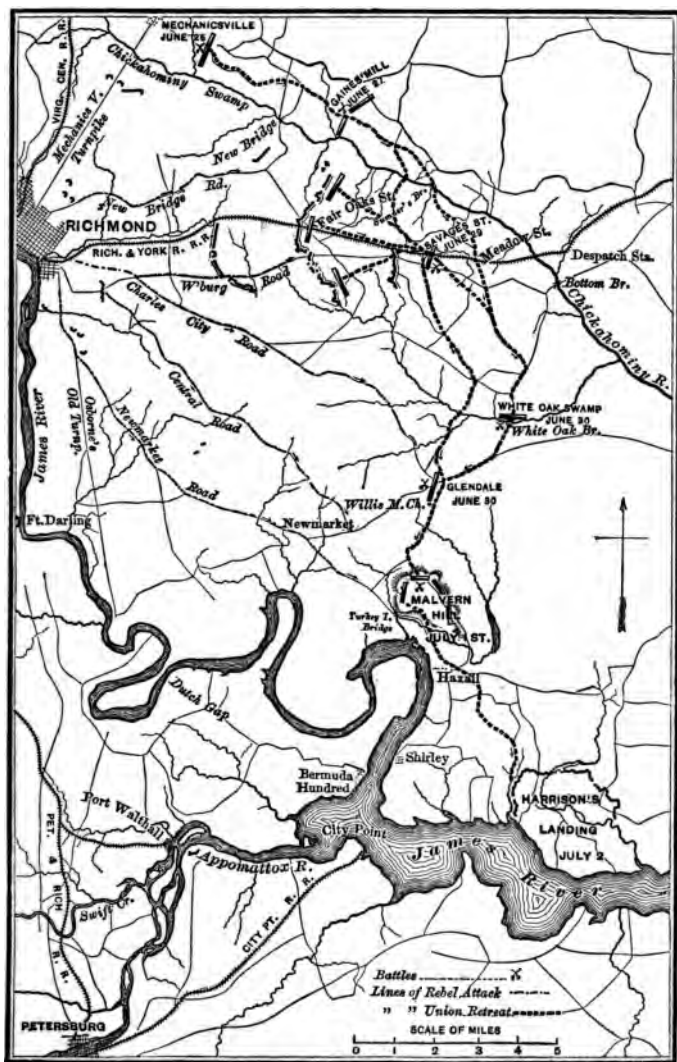 MECHANICSVILLE
JUNE 26
VIRG. CEN. R. R.
Mechanics V.
Turnpike
Chickahominy Swamp
GAINES' MILL
JUNE 27
New Bridge
New Bridge
Rd.
RICHMOND
Fair Oaks St.
RICH. & YORK R. R.
SAVAGES ST.
JUNE 29
Meadow St.
Despatch Sta.
Bottom Br.
W'burg Road
Charles City Road
Chickahominy R.
Central Road
James River
Osborne's
Old Turnp.
Newmarket Road
WHITE OAK SWAMP
JUNE 30
White Oak Br.
GLENDALE
JUNE 30
Willis M. Ch.
Ft. Darling
Newmarket
MALVERN
HILL
JULY 1ST.
Turkey I.
Bridge
Haxall
Dutch Gap
Shirley
Bermuda
Hundred
HARRISON'S
LANDING
JULY 2
Port Walthall
City Point
James River
Appomattox R.
PET. & RICH R. R.
Swift Cr.
CITY PT. R. R.
PETERSBURG
Battles
Lines of Rebel Attack
" " Union Retreat
SCALE OF MILES
0 1 2 3 4 5